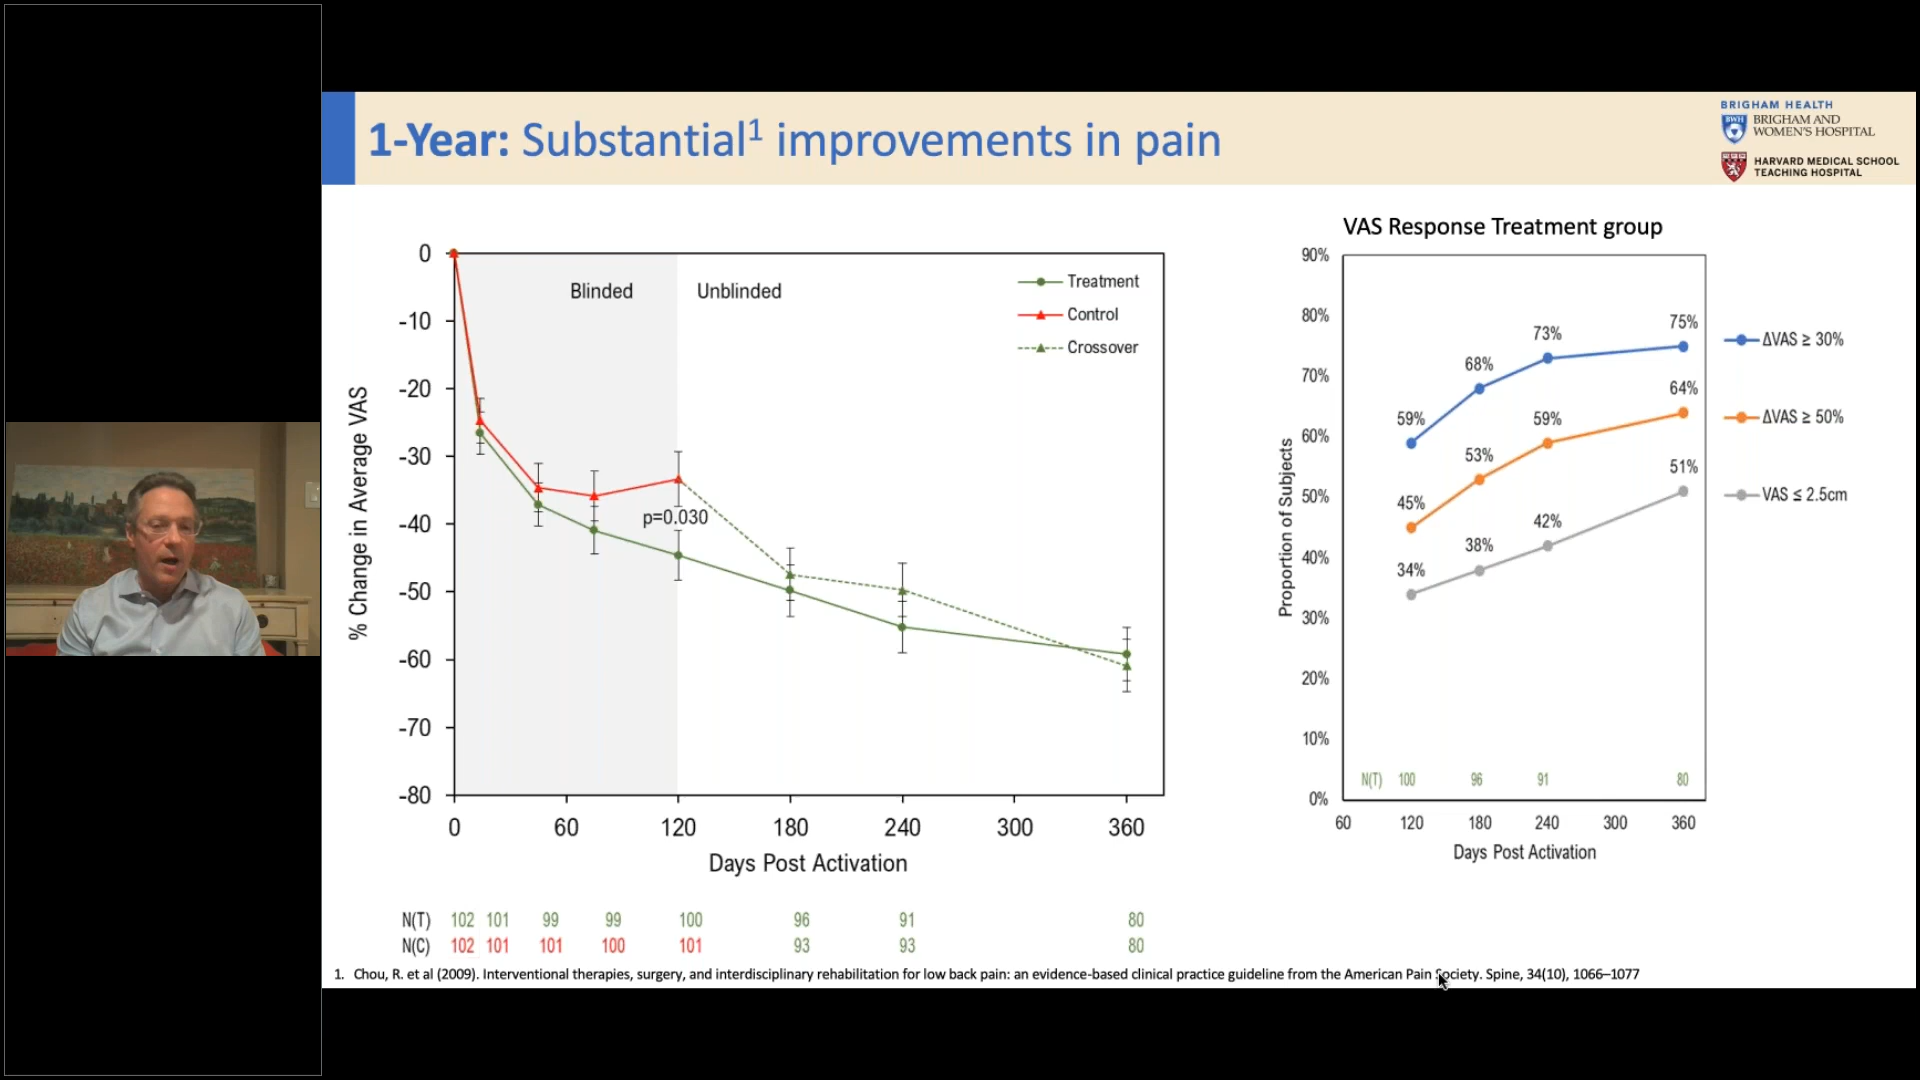 1-Year: Substantial1 improvements in pain
BRIGHAM HEALTH
BWH
BRIGHAM AND
WOMEN'S HOSPITAL
HARVARD MEDICAL SCHOOL
TEACHING HOSPITAL
0
-10
-20
-30
-40
-50
-60
-70
-80
% Change in Average VAS
Blinded
Unblinded
Treatment
Control
Crossover
p=0.030
0 60 120 180 240 300 360
Days Post Activation
N(T) 102 101 99 99 100 96 91 80
N(C) 102 101 101 100 101 93 93 80
VAS Response Treatment group
90%
80%
70%
60%
50%
40%
30%
20%
10%
0%
Proportion of Subjects
59% 68% 73% 75%
45% 53% 59% 64%
34% 38% 42% 51%
N(T) 100 96 91 80
60 120 180 240 300 360
Days Post Activation
ΔVAS ≥ 30%
ΔVAS ≥ 50%
VAS ≤ 2.5cm
1. Chou, R. et al (2009). Interventional therapies, surgery, and interdisciplinary rehabilitation for low back pain: an evidence-based clinical practice guideline from the American Pain Society. Spine, 34(10), 1066–1077